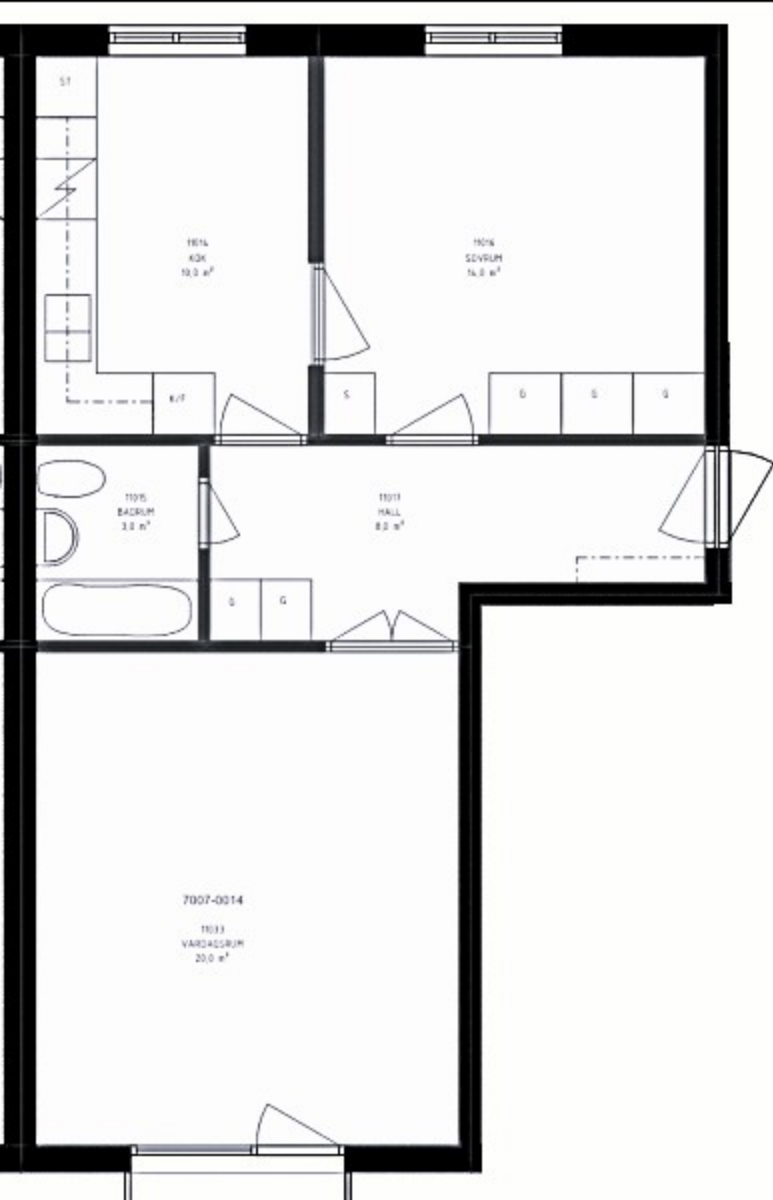 ST
11014
KÖK
10,0 m²
11016
SOVRUM
14,0 m²
K/F
S
G
G
G
11015
BADRUM
3,0 m²
11017
HALL
8,0 m²
G
G
7007-0014
11033
VARDAGSRUM
20,0 m²